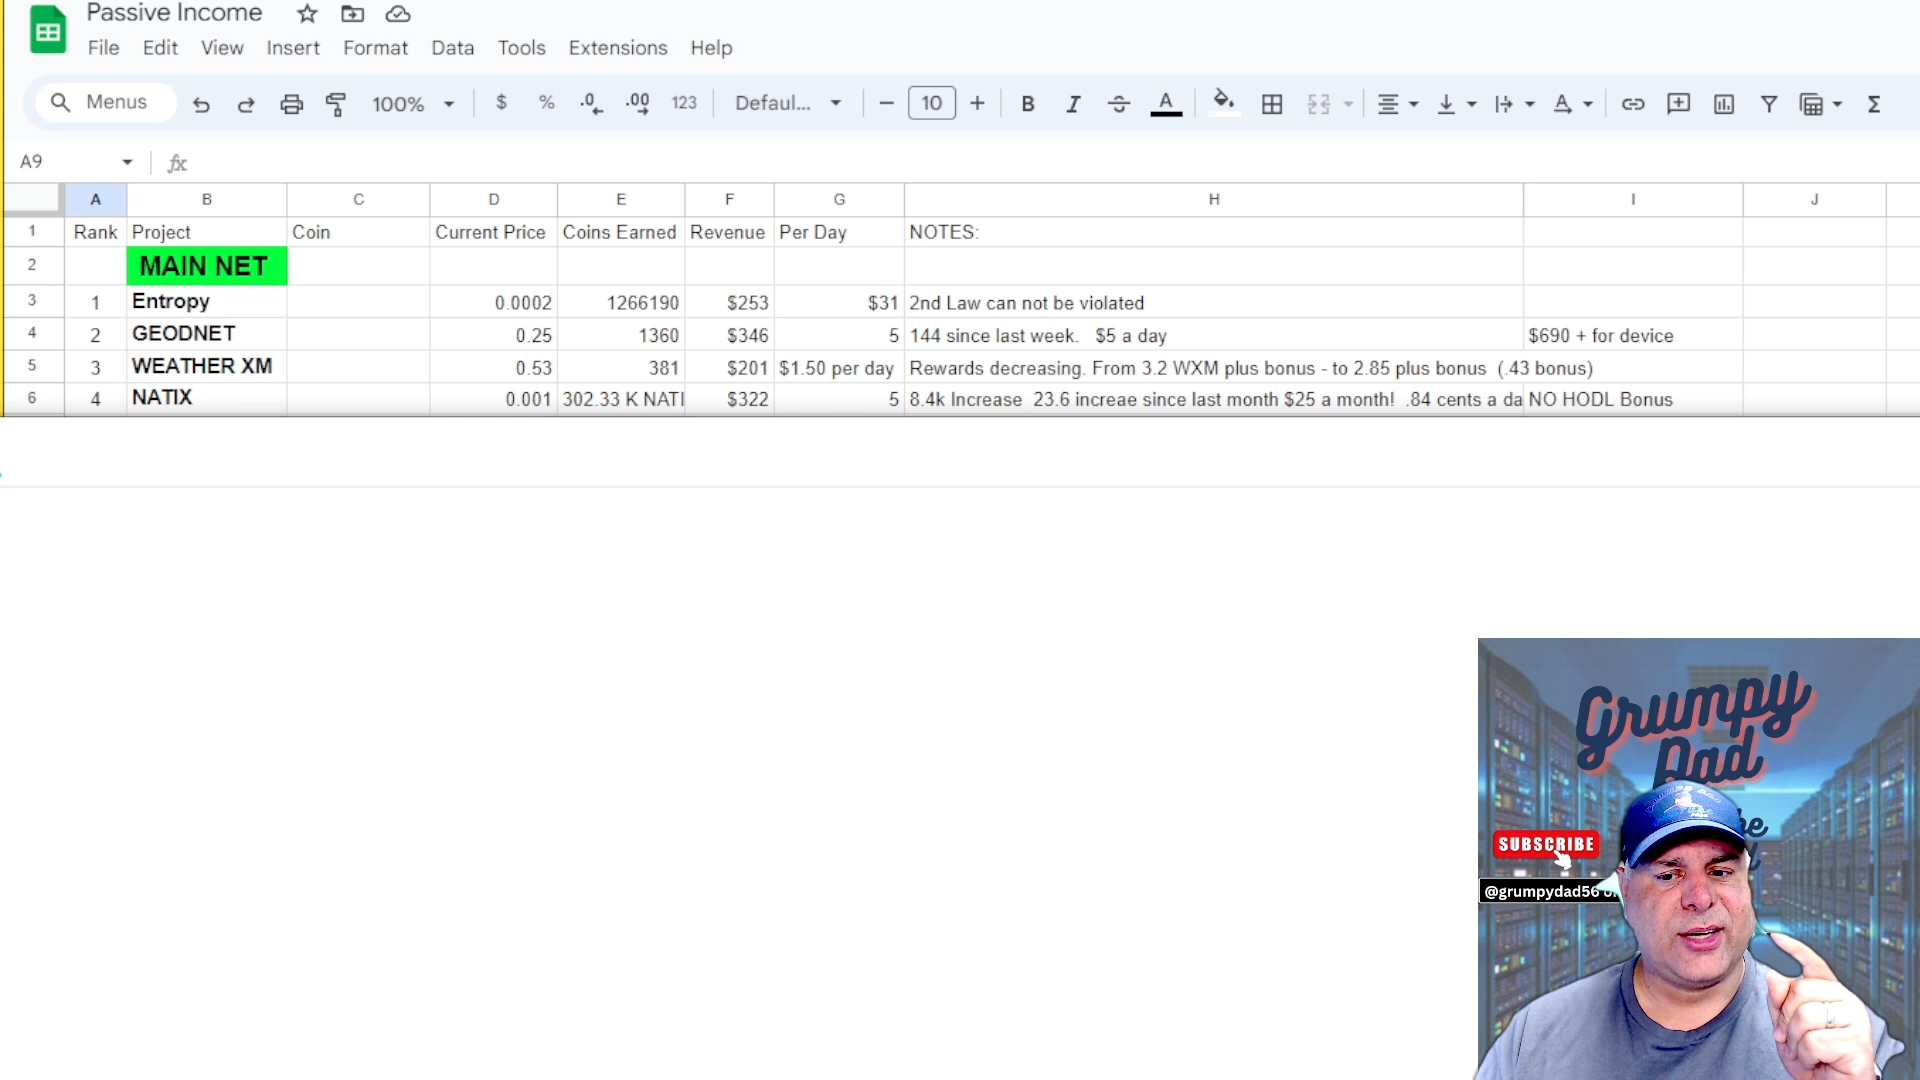 Passive Income
File Edit View Insert Format Data Tools Extensions Help
Menus 100% $ % .0 .00 123 Defaul... 10 B I S A Σ
A9 fx
A B C D E F G H I J
1 Rank Project Coin Current Price Coins Earned Revenue Per Day NOTES:
2 MAIN NET
3 1 Entropy 0.0002 1266190 $253 $31 2nd Law can not be violated
4 2 GEODNET 0.25 1360 $346 5 144 since last week. $5 a day $690 + for device
5 3 WEATHER XM 0.53 381 $201 $1.50 per day Rewards decreasing. From 3.2 WXM plus bonus - to 2.85 plus bonus (.43 bonus)
6 4 NATIX 0.001 302.33 K NATI $322 5 8.4k Increase 23.6 increae since last month $25 a month! .84 cents a da NO HODL Bonus
Grumpy
Dad
SUBSCRIBE
@grumpydad56